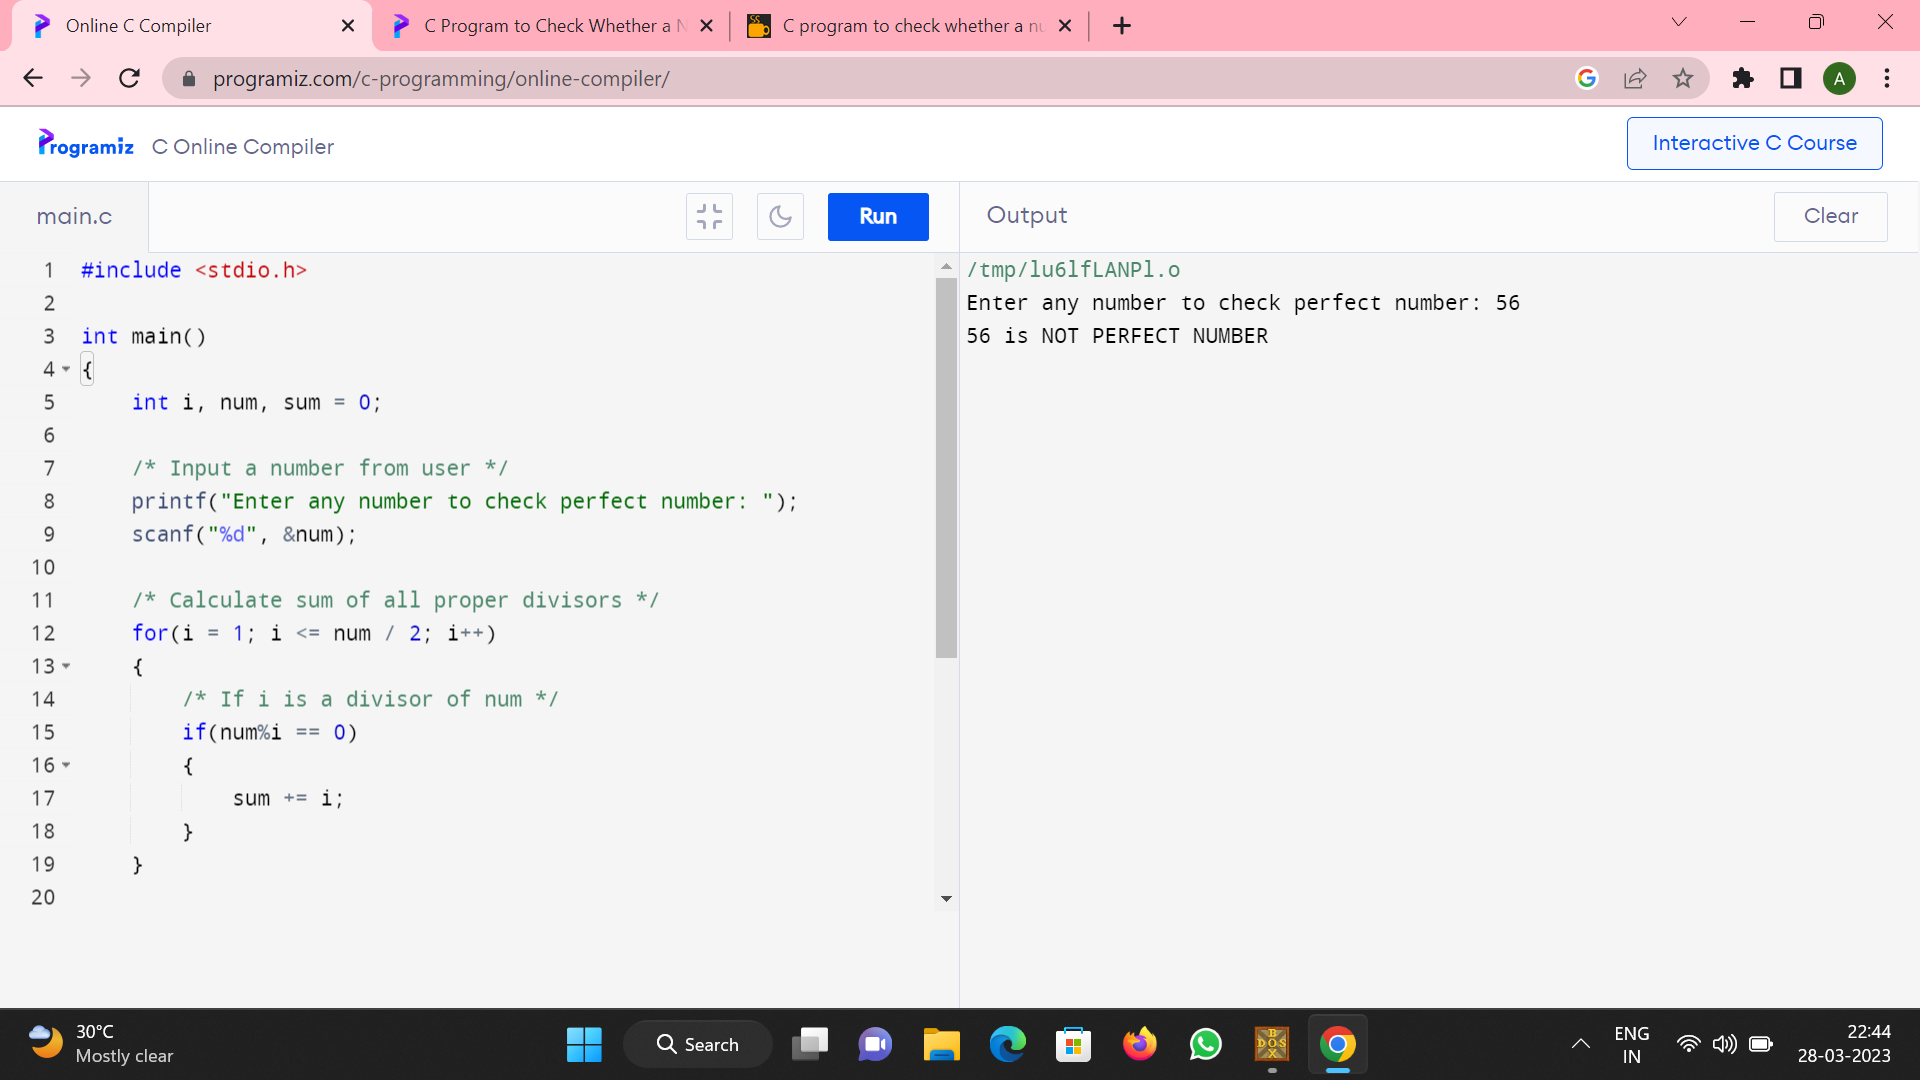 Online C Compiler
C Program to Check Whether a N
C program to check whether a nu
programiz.com/c-programming/online-compiler/
A
Programiz
C Online Compiler
Interactive C Course
main.c
Run
Output
Clear
1 #include <stdio.h>
2
3 int main()
4 {
5 int i, num, sum = 0;
6
7 /* Input a number from user */
8 printf("Enter any number to check perfect number: ");
9 scanf("%d", &num);
10
11 /* Calculate sum of all proper divisors */
12 for(i = 1; i <= num / 2; i++)
13 {
14 /* If i is a divisor of num */
15 if(num%i == 0)
16 {
17 sum += i;
18 }
19 }
20
/tmp/lu6lfLANPl.o
Enter any number to check perfect number: 56
56 is NOT PERFECT NUMBER
30°C
Mostly clear
Search
ENG
IN
22:44
28-03-2023